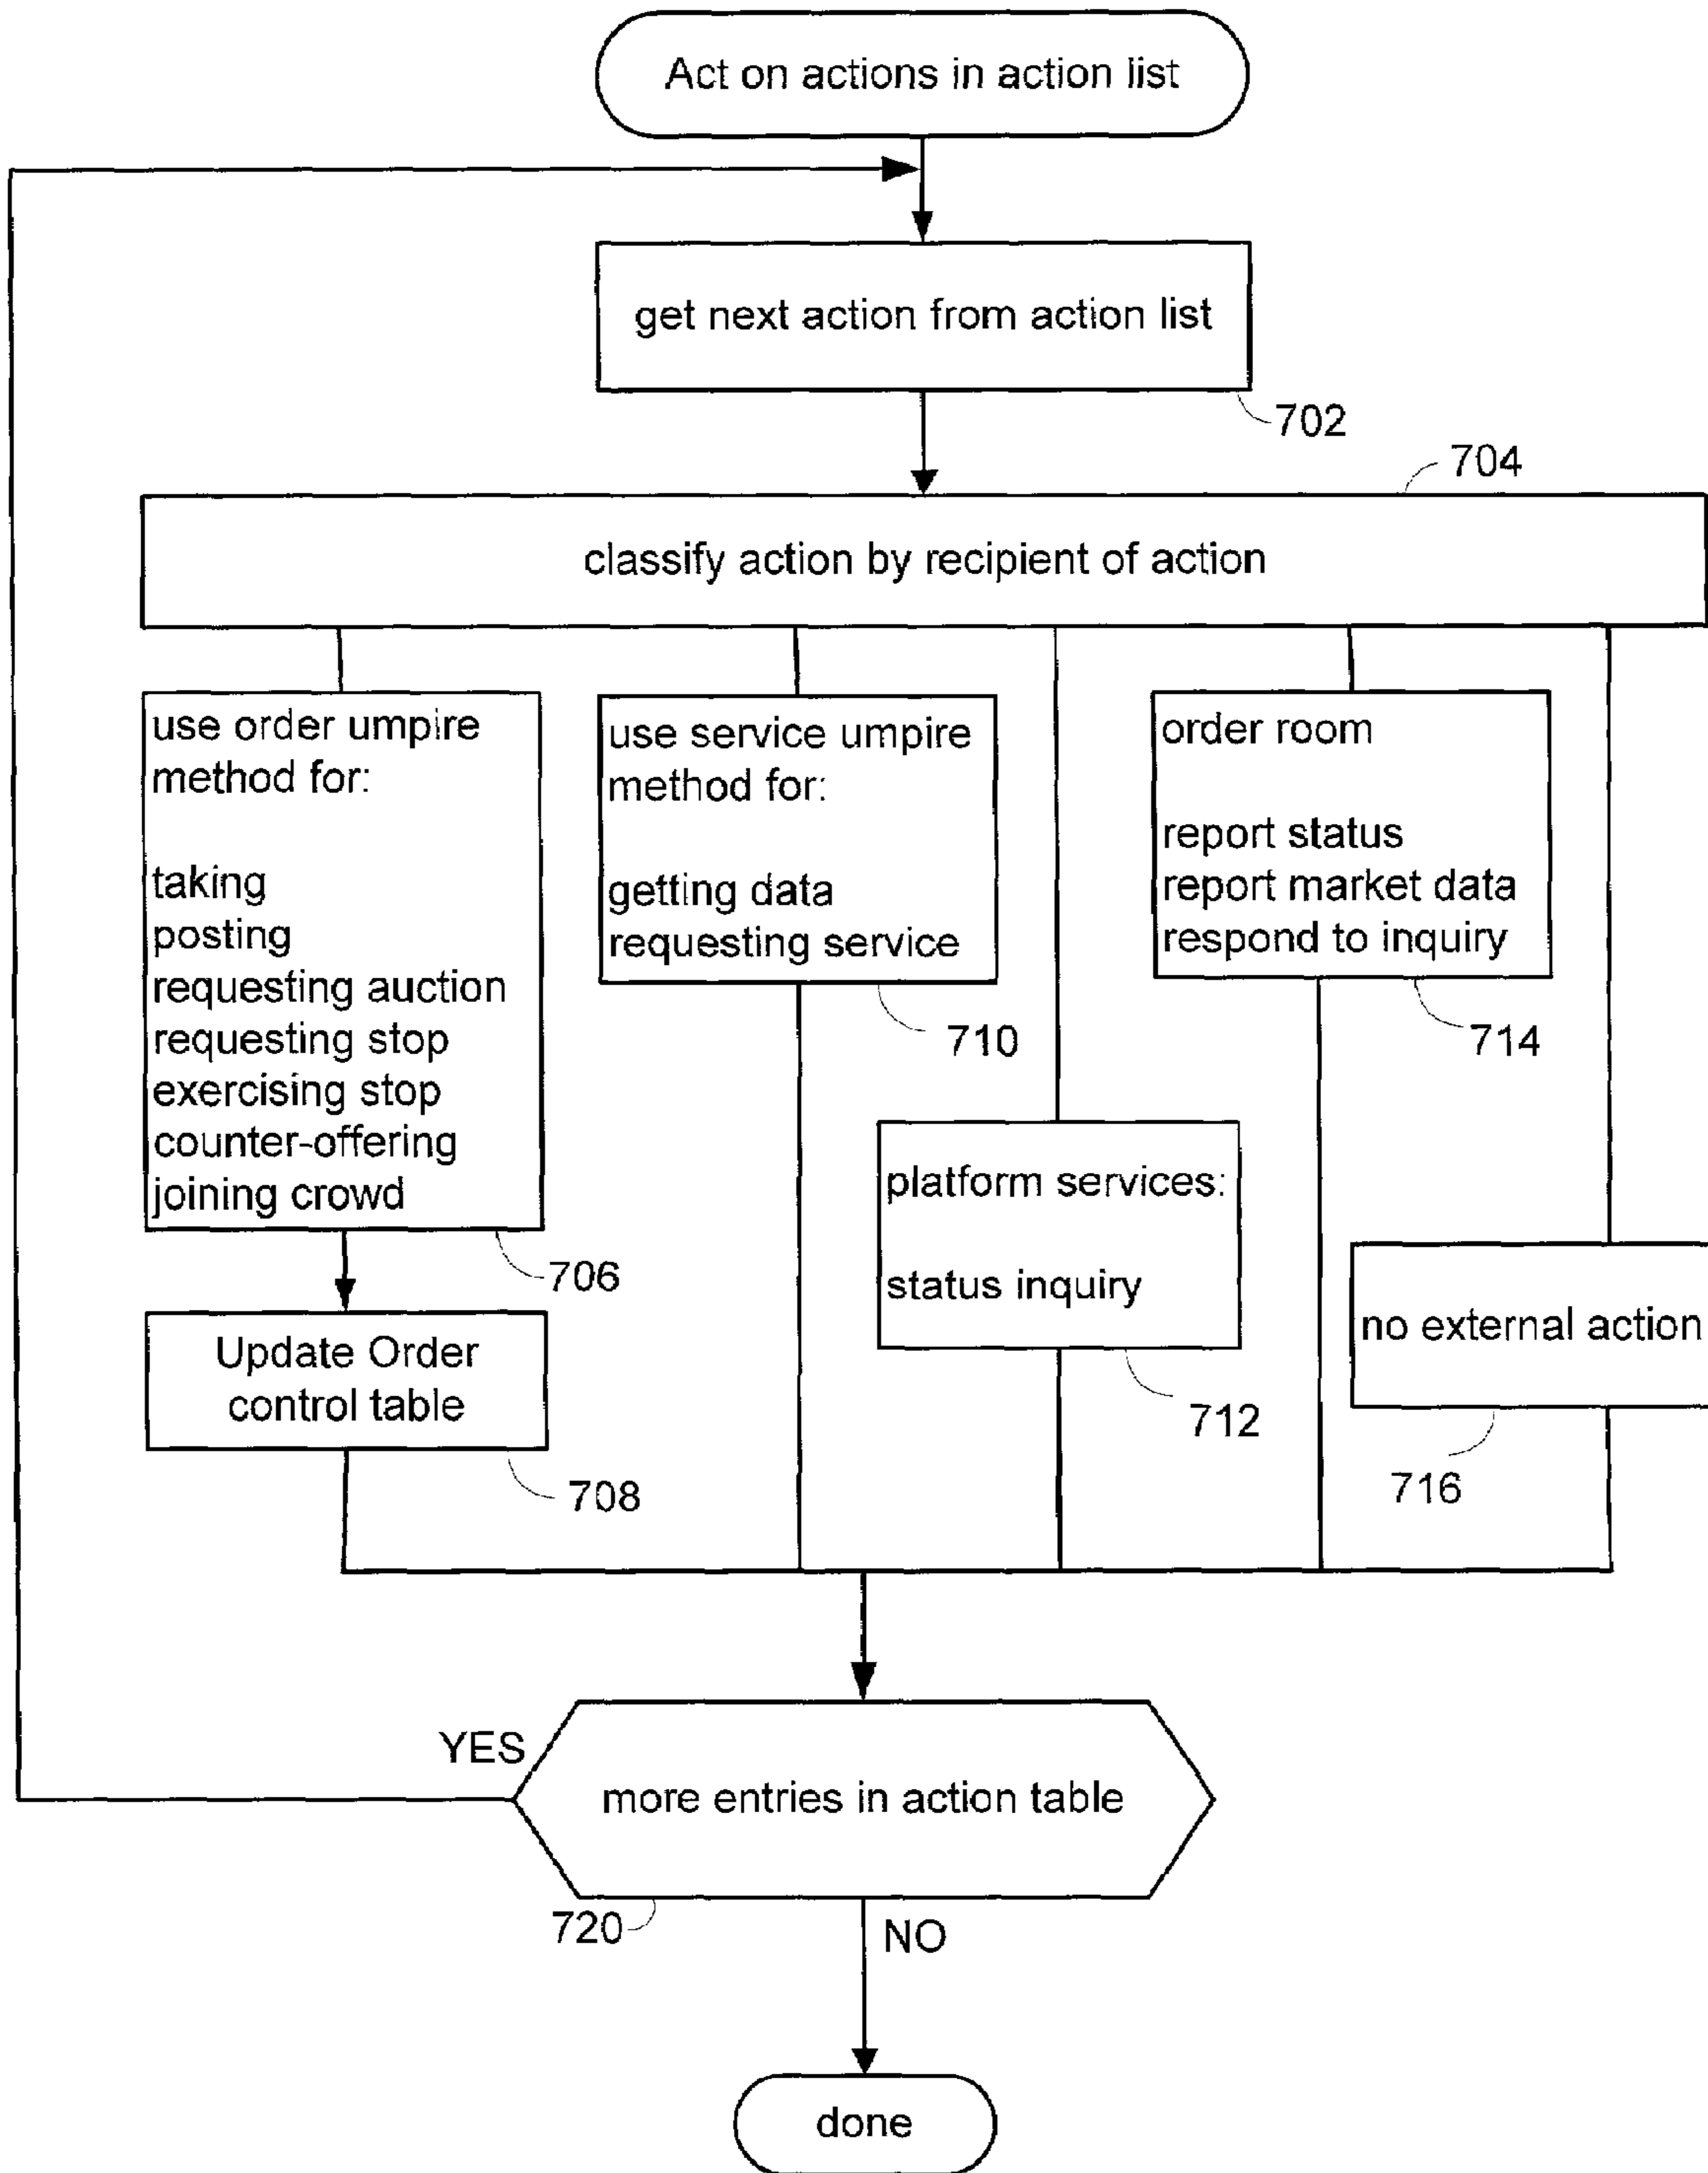 Act on actions in action list
get next action from action list
702
704
classify action by recipient of action
use order umpire
method for:
taking
posting
requesting auction
requesting stop
exercising stop
counter-offering
joining crowd
706
Update Order
control table
708
use service umpire
method for:
getting data
requesting service
710
platform services:
status inquiry
712
order room
report status
report market data
respond to inquiry
714
no external action
716
YES
more entries in action table
720
NO
done